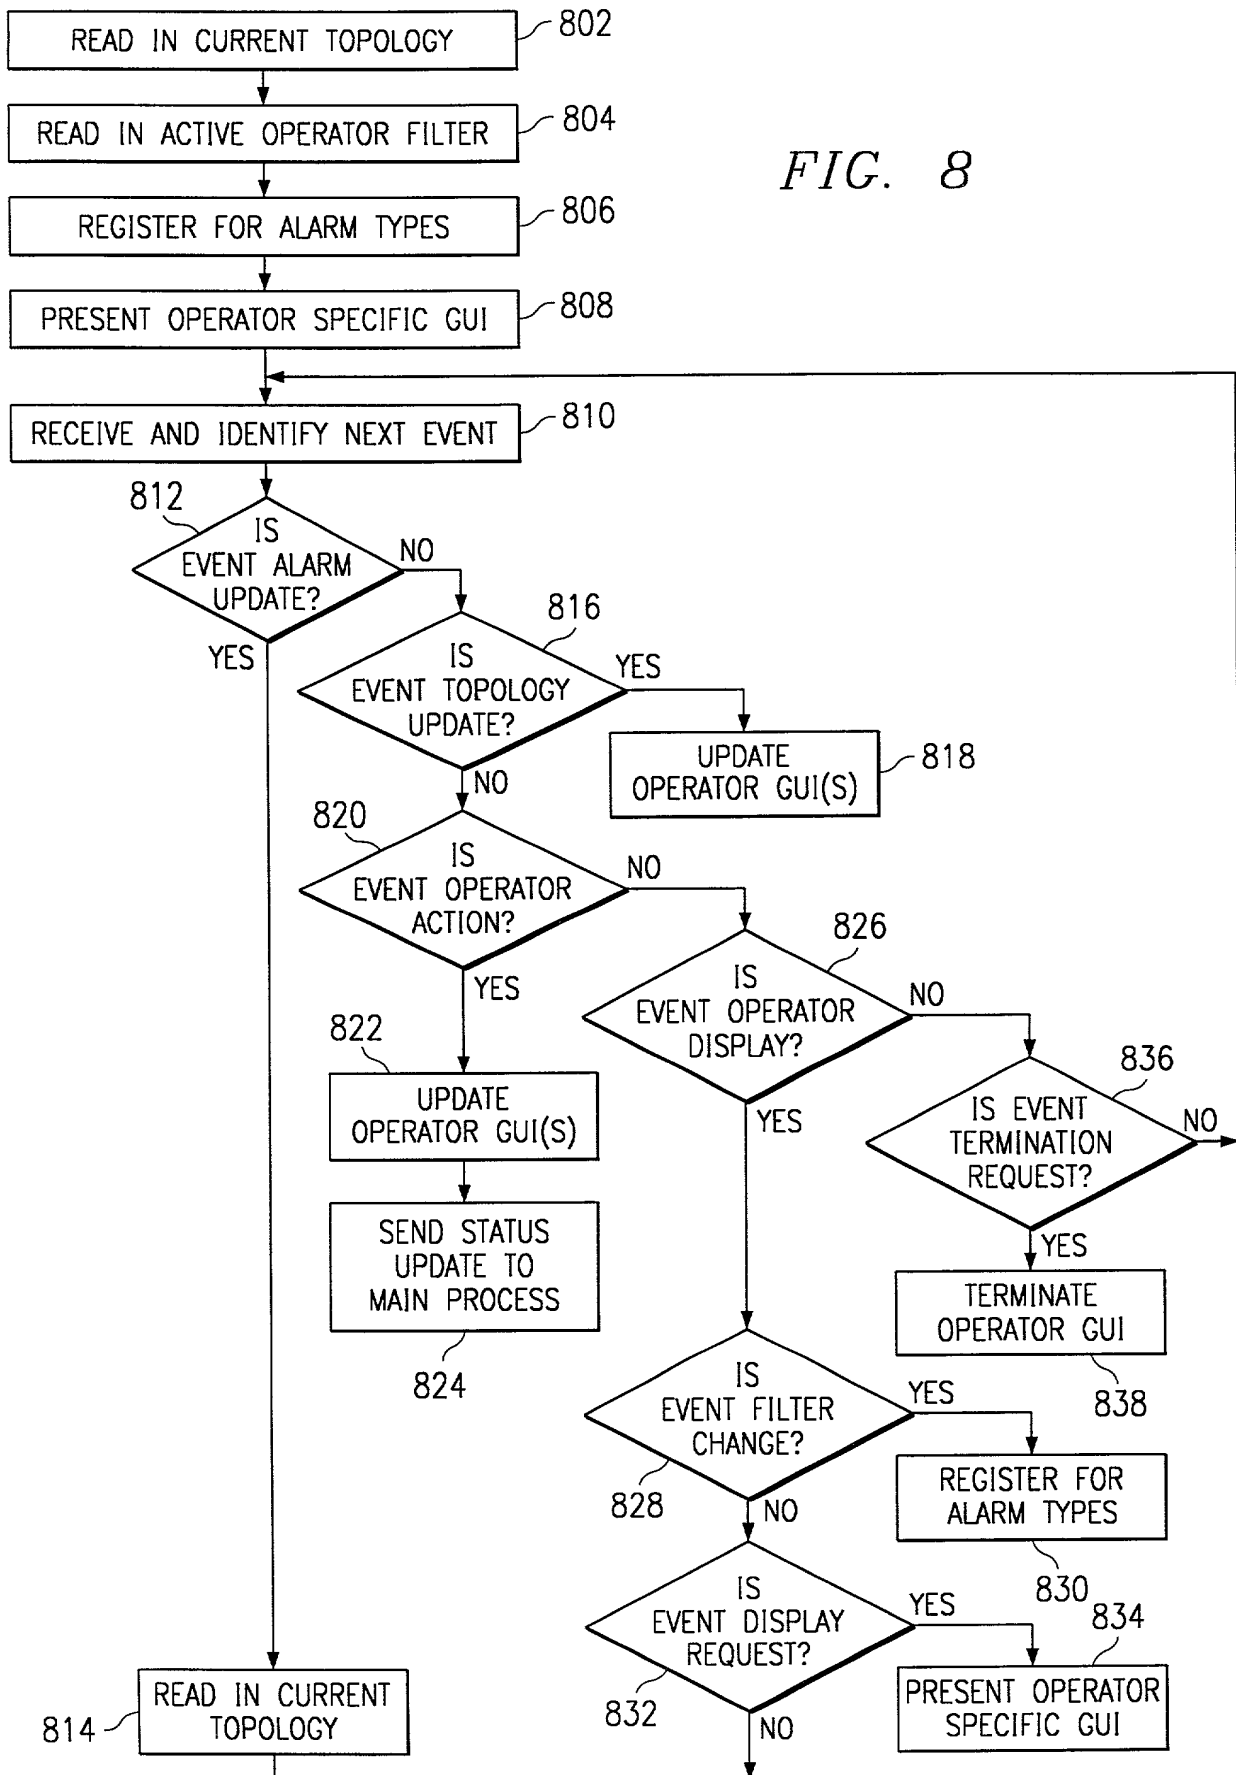 READ IN CURRENT TOPOLOGY
802
READ IN ACTIVE OPERATOR FILTER
804
FIG. 8
REGISTER FOR ALARM TYPES
806
PRESENT OPERATOR SPECIFIC GUI
808
RECEIVE AND IDENTIFY NEXT EVENT
810
812
IS
EVENT ALARM
UPDATE?
NO
YES
816
IS
EVENT TOPOLOGY
UPDATE?
YES
NO
UPDATE
OPERATOR GUI(S)
818
820
IS
EVENT OPERATOR
ACTION?
NO
YES
826
IS
EVENT OPERATOR
DISPLAY?
NO
YES
822
UPDATE
OPERATOR GUI(S)
SEND STATUS
UPDATE TO
MAIN PROCESS
824
836
IS EVENT
TERMINATION
REQUEST?
NO
YES
TERMINATE
OPERATOR GUI
838
IS
EVENT FILTER
CHANGE?
YES
828
NO
REGISTER FOR
ALARM TYPES
830
IS
EVENT DISPLAY
REQUEST?
YES
832
NO
834
PRESENT OPERATOR
SPECIFIC GUI
READ IN CURRENT
TOPOLOGY
814